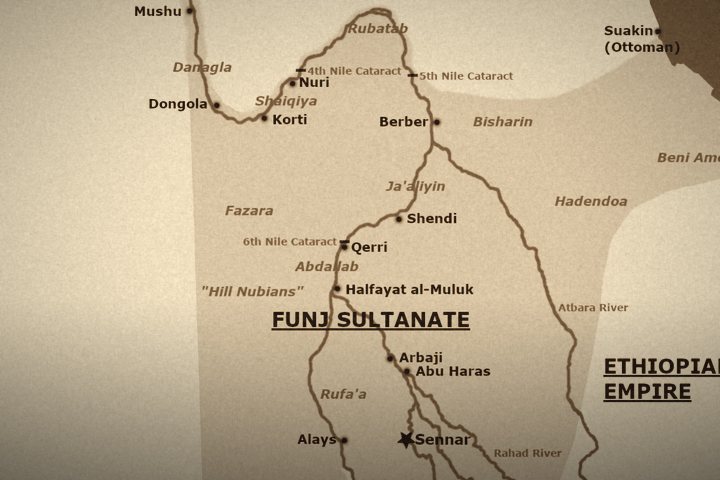 Mushu
Rubatab
Suakin
(Ottoman)
Danagla
4th Nile Cataract
5th Nile Cataract
Nuri
Dongola
Shaiqiya
Korti
Berber
Bisharin
Beni Ame
Ja'aliyin
Hadendoa
Fazara
Shendi
6th Nile Cataract
Qerri
Abdallab
"Hill Nubians"
Halfayat al-Muluk
Atbara River
FUNJ SULTANATE
Arbaji
ETHIOPIA
Abu Haras
EMPIRE
Rufa'a
Alays
Sennar
Rahad River